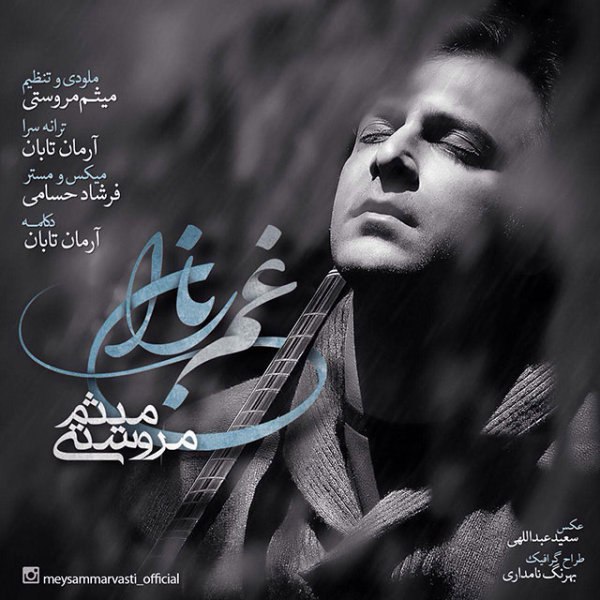 ملودی و تنظیم
میثم مروستی
ترانه سرا
آرمان تابان
میکس و مستر
فرشاد حسامی
دکلمه
آرمان تابان
غم باران
میثم
مروستی
عکس
سعید عبداللهی
طراح گرافیک
بهرنگ نامداری
meysammarvasti_official